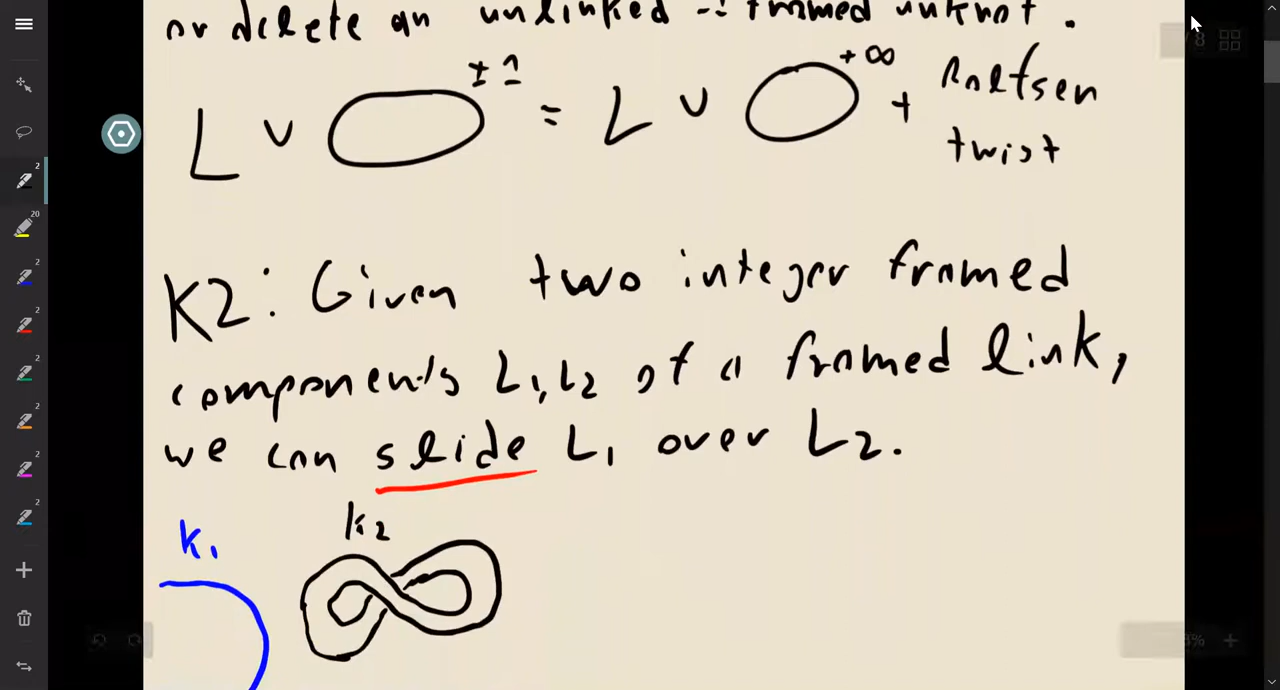 or delete an unlinked ±1 framed unknot.
L ∪ ±1 = L ∪ +∞ + Rolfsen
twist
K2: Given two integer framed
components L1, L2 of a framed link,
we can slide L1 over L2.
K2
K1